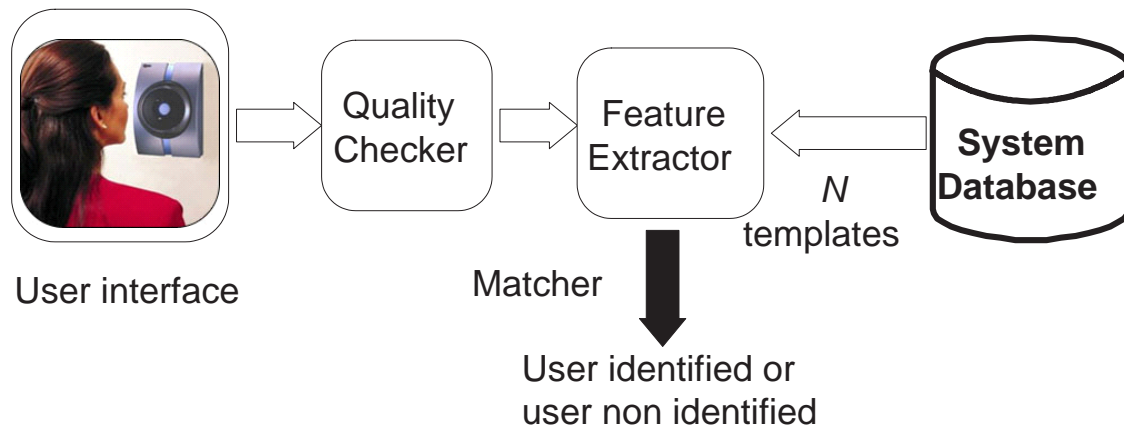 User interface
Quality
Checker
Feature
Extractor
N
templates
System
Database
Matcher
User identified or
user non identified